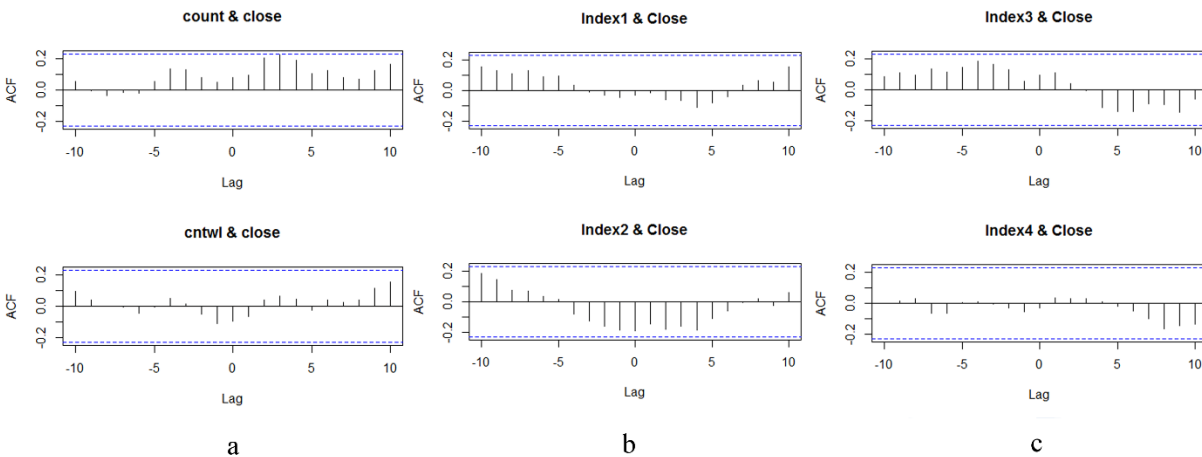 count & close
ACF
0.2
0.0
-0.2
-10
-5
0
5
10
Lag
Index1 & Close
ACF
0.2
0.0
-0.2
-10
-5
0
5
10
Lag
Index3 & Close
ACF
0.2
0.0
-0.2
-10
-5
0
5
10
Lag
cntwl & close
ACF
0.2
0.0
-0.2
-10
-5
0
5
10
Lag
Index2 & Close
ACF
0.2
0.0
-0.2
-10
-5
0
5
10
Lag
Index4 & Close
ACF
0.2
0.0
-0.2
-10
-5
0
5
10
Lag
a
b
c